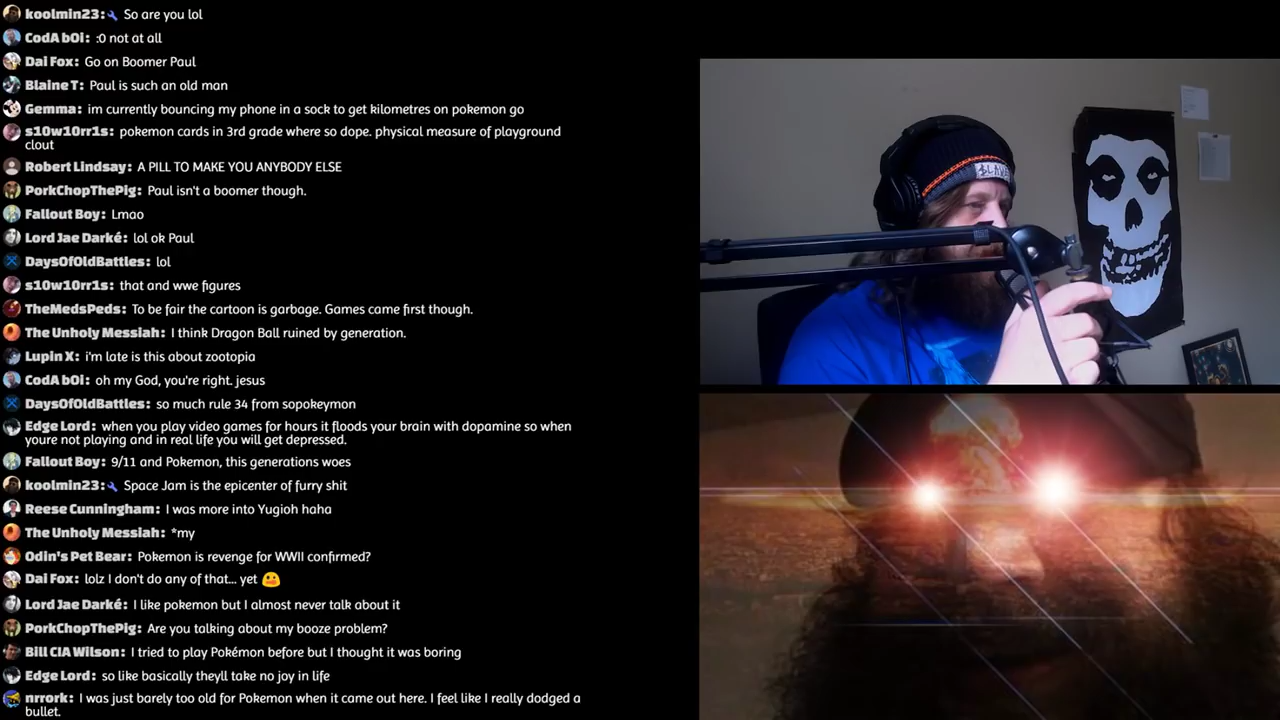 koolmin23: So are you lol
CodA bOi: :0 not at all
Dai Fox: Go on Boomer Paul
Blaine T: Paul is such an old man
Gemma: im currently bouncing my phone in a sock to get kilometres on pokemon go
s10w10rr1s: pokemon cards in 3rd grade where so dope. physical measure of playground
clout
Robert Lindsay: A PILL TO MAKE YOU ANYBODY ELSE
PorkChopThePig: Paul isn't a boomer though.
Fallout Boy: Lmao
Lord Jae Darké: lol ok Paul
DaysOfOldBattles: lol
s10w10rr1s: that and wwe figures
TheMedsPeds: To be fair the cartoon is garbage. Games came first though.
The Unholy Messiah: I think Dragon Ball ruined by generation.
Lupin X: i'm late is this about zootopia
CodA bOi: oh my God, you're right. jesus
DaysOfOldBattles: so much rule 34 from sopokeymon
Edge Lord: when you play video games for hours it floods your brain with dopamine so when
youre not playing and in real life you will get depressed.
Fallout Boy: 9/11 and Pokemon, this generations woes
koolmin23: Space Jam is the epicenter of furry shit
Reese Cunningham: I was more into Yugioh haha
The Unholy Messiah: *my
Odin's Pet Bear: Pokemon is revenge for WWII confirmed?
Dai Fox: lolz I don't do any of that... yet
Lord Jae Darké: I like pokemon but I almost never talk about it
PorkChopThePig: Are you talking about my booze problem?
Bill CIA Wilson: I tried to play Pokémon before but I thought it was boring
Edge Lord: so like basically theyll take no joy in life
nrrork: I was just barely too old for Pokemon when it came out here. I feel like I really dodged a
bullet.